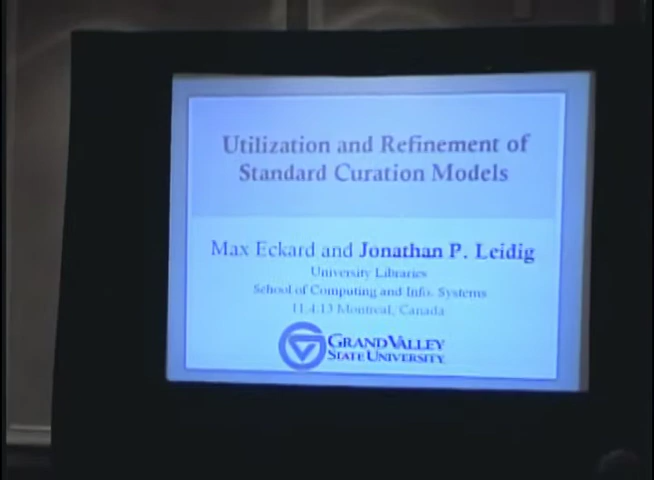 Utilization and Refinement of
Standard Curation Models
Max Eckard and Jonathan P. Leidig
University Libraries
School of Computing and Info. Systems
11.4.13 Montreal, Canada
GRAND VALLEY
STATE UNIVERSITY